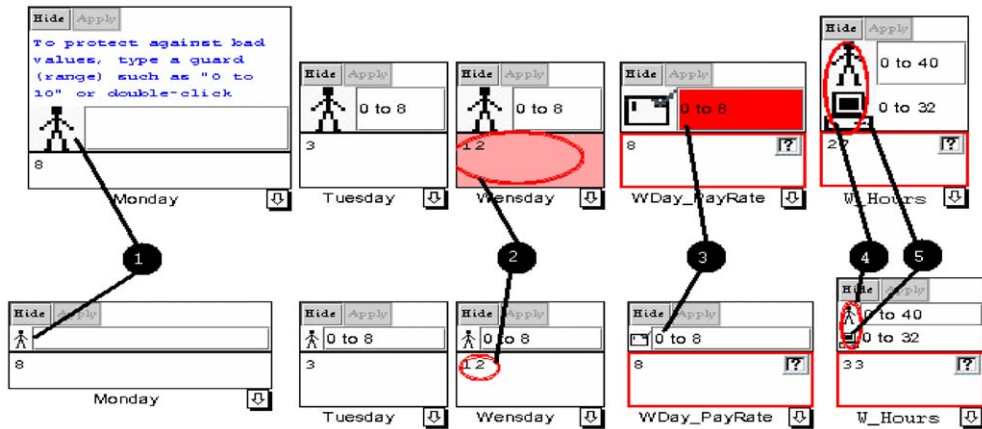 Hide Apply
To protect against bad
values, type a guard
(range) such as "0 to
10" or double-click
8
Monday
Hide Apply
0 to 8
3
Tuesday
Hide Apply
0 to 8
12
Wensday
Hide Apply
0 to 8
8 ?
WDay_PayRate
Hide Apply
0 to 40
0 to 32
27 ?
W_Hours
1 2 3 4 5
Hide Apply
8
Monday
Hide Apply
0 to 8
3
Tuesday
Hide Apply
0 to 8
12
Wensday
Hide Apply
0 to 8
8 ?
WDay_PayRate
Hide Apply
0 to 40
0 to 32
33 ?
W_Hours